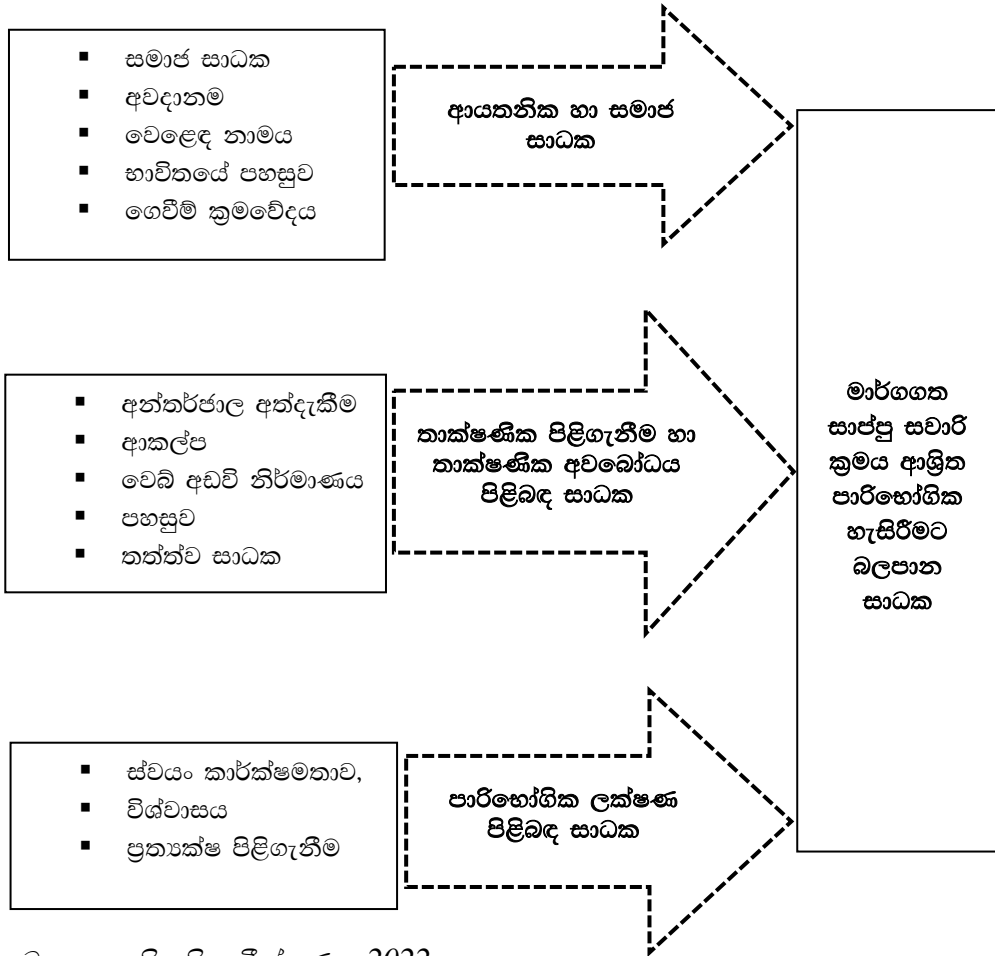 සමාජ සාධක
අවදානම
වෙළෙඳ නාමය
භාවිතයේ පහසුව
ගෙවීම් ක්‍රමවේදය
ආයතනික හා සමාජ
සාධක
අන්තර්ජාල අත්දැකීම
ආකල්ප
වෙබ් අඩවි නිර්මාණය
පහසුව
තත්ත්ව සාධක
තාක්ෂණික පිළිගැනීම හා
තාක්ෂණික අවබෝධය
පිළිබඳ සාධක
ස්වයං කාර්ක්ෂමතාව,
විශ්වාසය
ප්‍රත්‍යක්ෂ පිළිගැනීම
පාරිභෝගික ලක්ෂණ
පිළිබඳ සාධක
මාර්ගගත
සාප්පු සවාරි
ක්‍රමය ආශ්‍රිත
පාරිභෝගික
හැසිරීමට
බලපාන
සාධක
2022